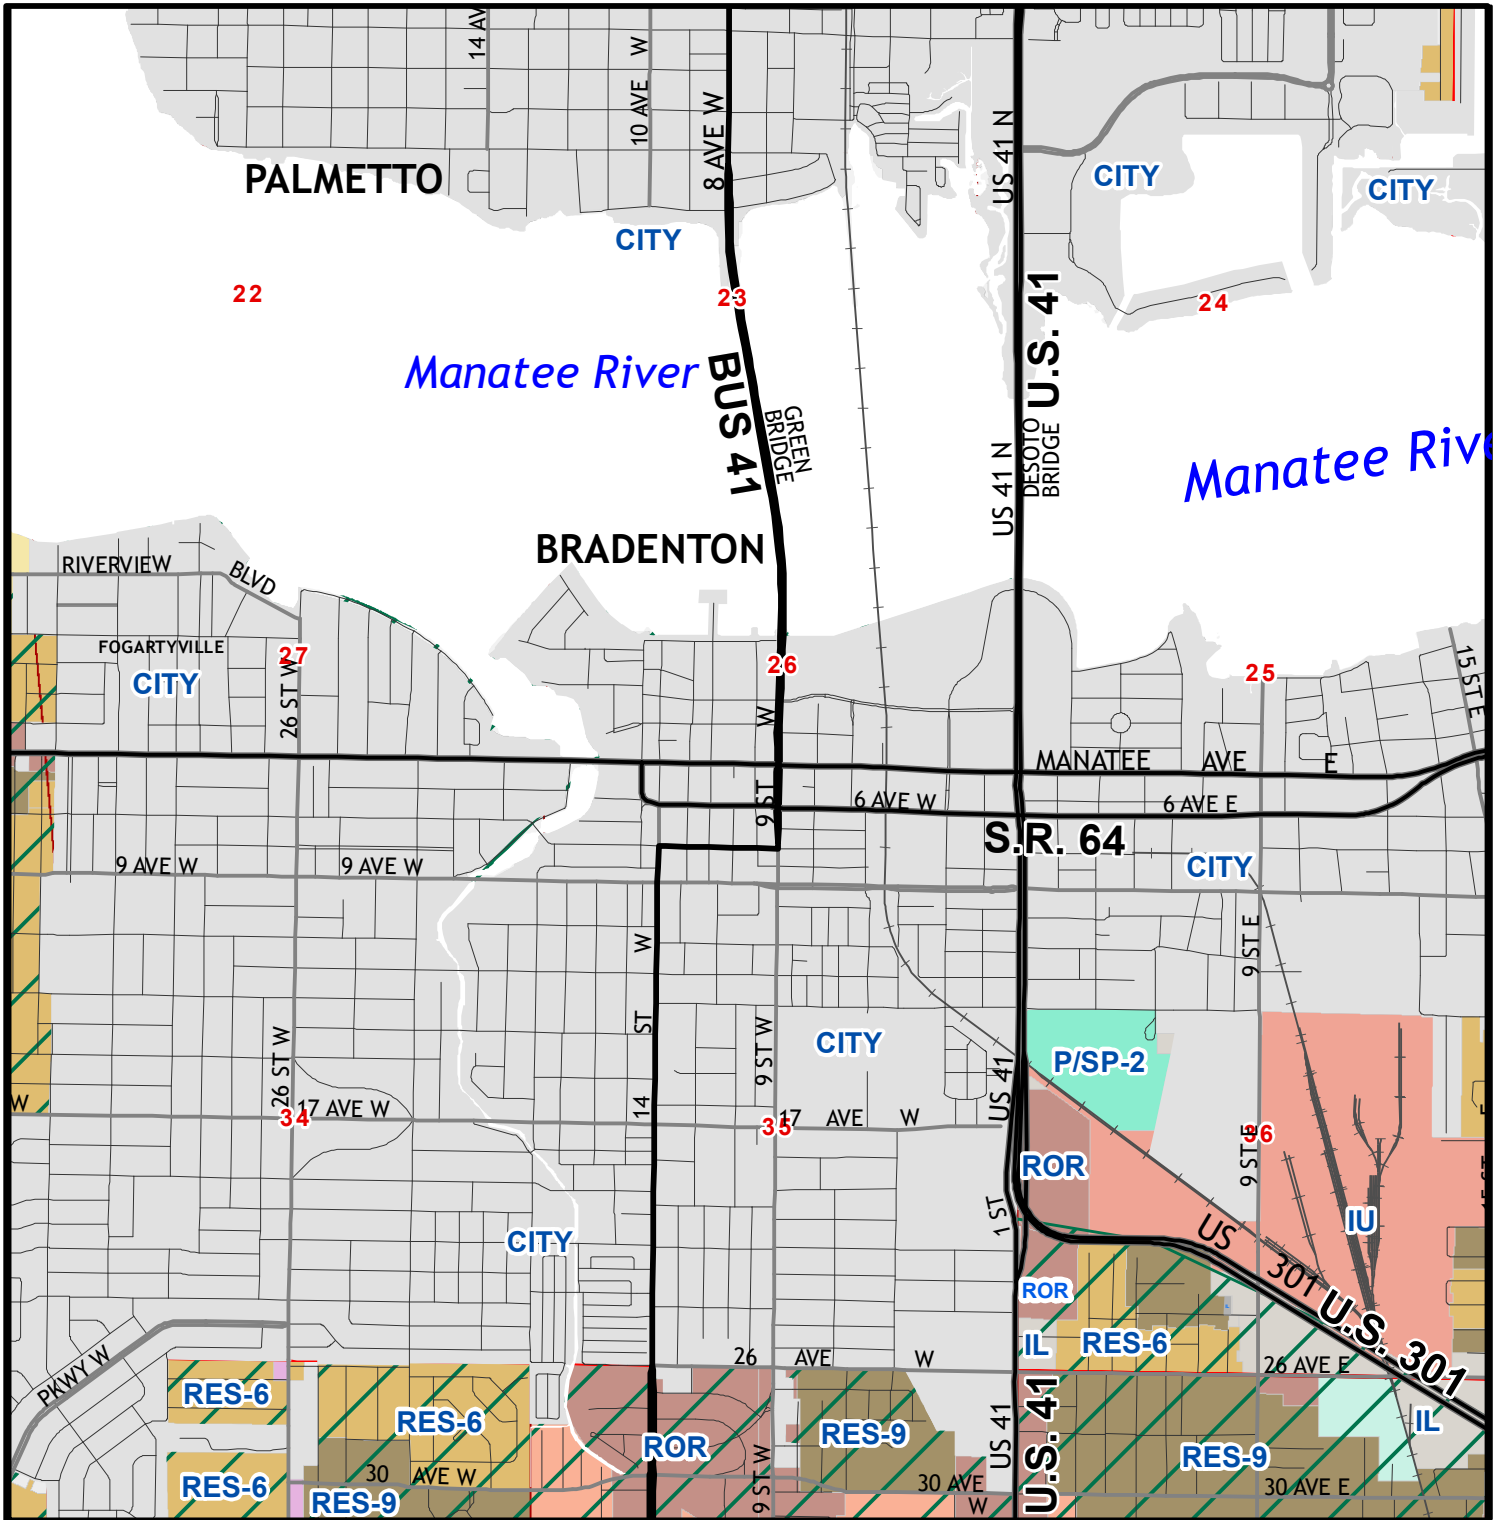 14 AV
10 AVE W
8 AVE W
US 41 N
PALMETTO
CITY
CITY
CITY
22
23
24
U.S. 41
Manatee River
BUS 41
GREEN
BRIDGE
US 41 N
DESOTO
BRIDGE
Manatee Rive
BRADENTON
RIVERVIEW
BLVD
FOGARTYVILLE
27
CITY
26 ST W
26
25
15 ST E
9 ST W
MANATEE AVE E
6 AVE W
6 AVE E
S.R. 64
9 AVE W
9 AVE W
CITY
14 ST W
9 ST E
26 ST W
9 ST W
CITY
US 41
P/SP-2
W
34
17 AVE W
35
17 AVE W
36
9 ST E
ROR
1 ST
IU
CITY
US 301
U.S. 301
ROR
IL
RES-6
PKWY W
26 AVE W
26 AVE E
RES-6
RES-6
ROR
RES-9
US 41
U.S. 41
IL
RES-9
RES-6
30 AVE W
RES-9
9 ST W
30 AVE
W
30 AVE E